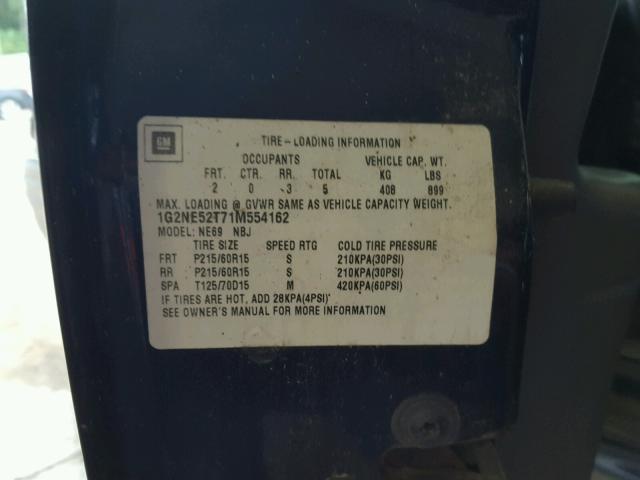 GM
TIRE-LOADING INFORMATION
OCCUPANTS VEHICLE CAP. WT.
FRT. CTR. RR. TOTAL KG LBS
2 0 3 5 408 899
MAX. LOADING @ GVWR SAME AS VEHICLE CAPACITY WEIGHT.
1G2NE52T71M554162
MODEL: NE69 NBJ
TIRE SIZE SPEED RTG COLD TIRE PRESSURE
FRT P215/60R15 S 210KPA(30PSI)
RR P215/60R15 S 210KPA(30PSI)
SPA T125/70D15 M 420KPA(60PSI)
IF TIRES ARE HOT, ADD 28KPA(4PSI)
SEE OWNER'S MANUAL FOR MORE INFORMATION